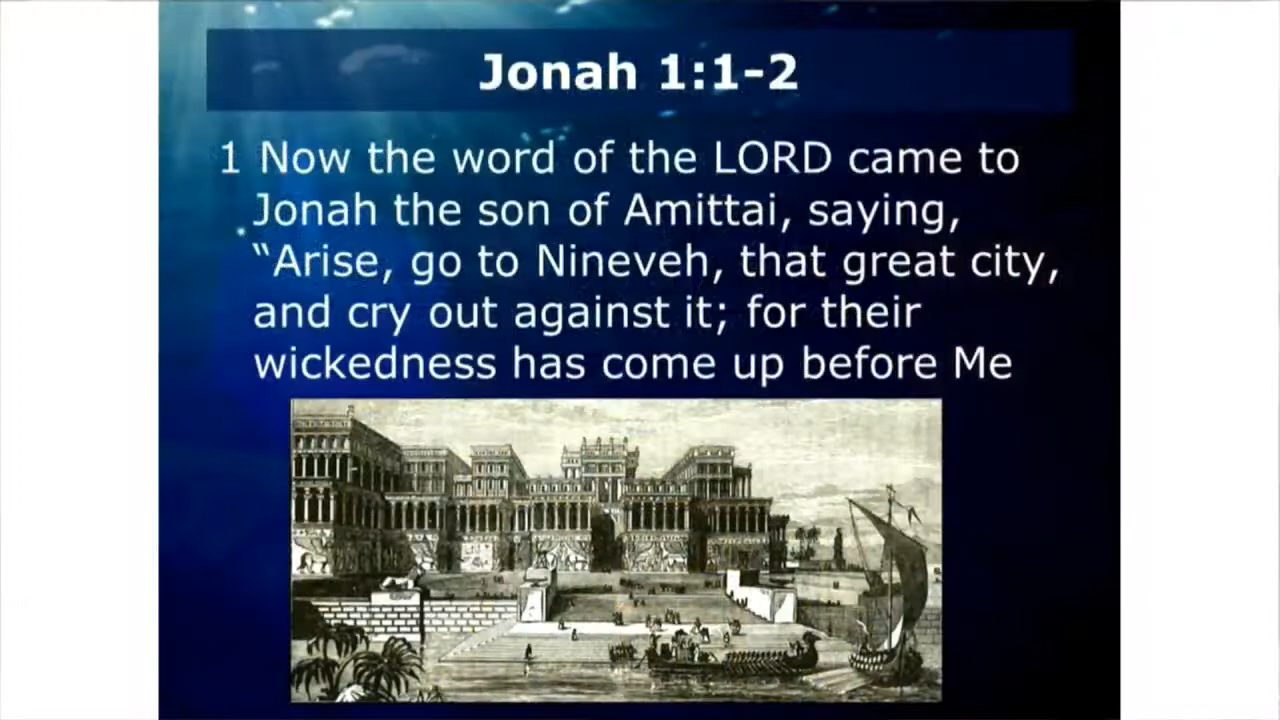 Jonah 1:1-2
1 Now the word of the LORD came to
Jonah the son of Amittai, saying,
“Arise, go to Nineveh, that great city,
and cry out against it; for their
wickedness has come up before Me